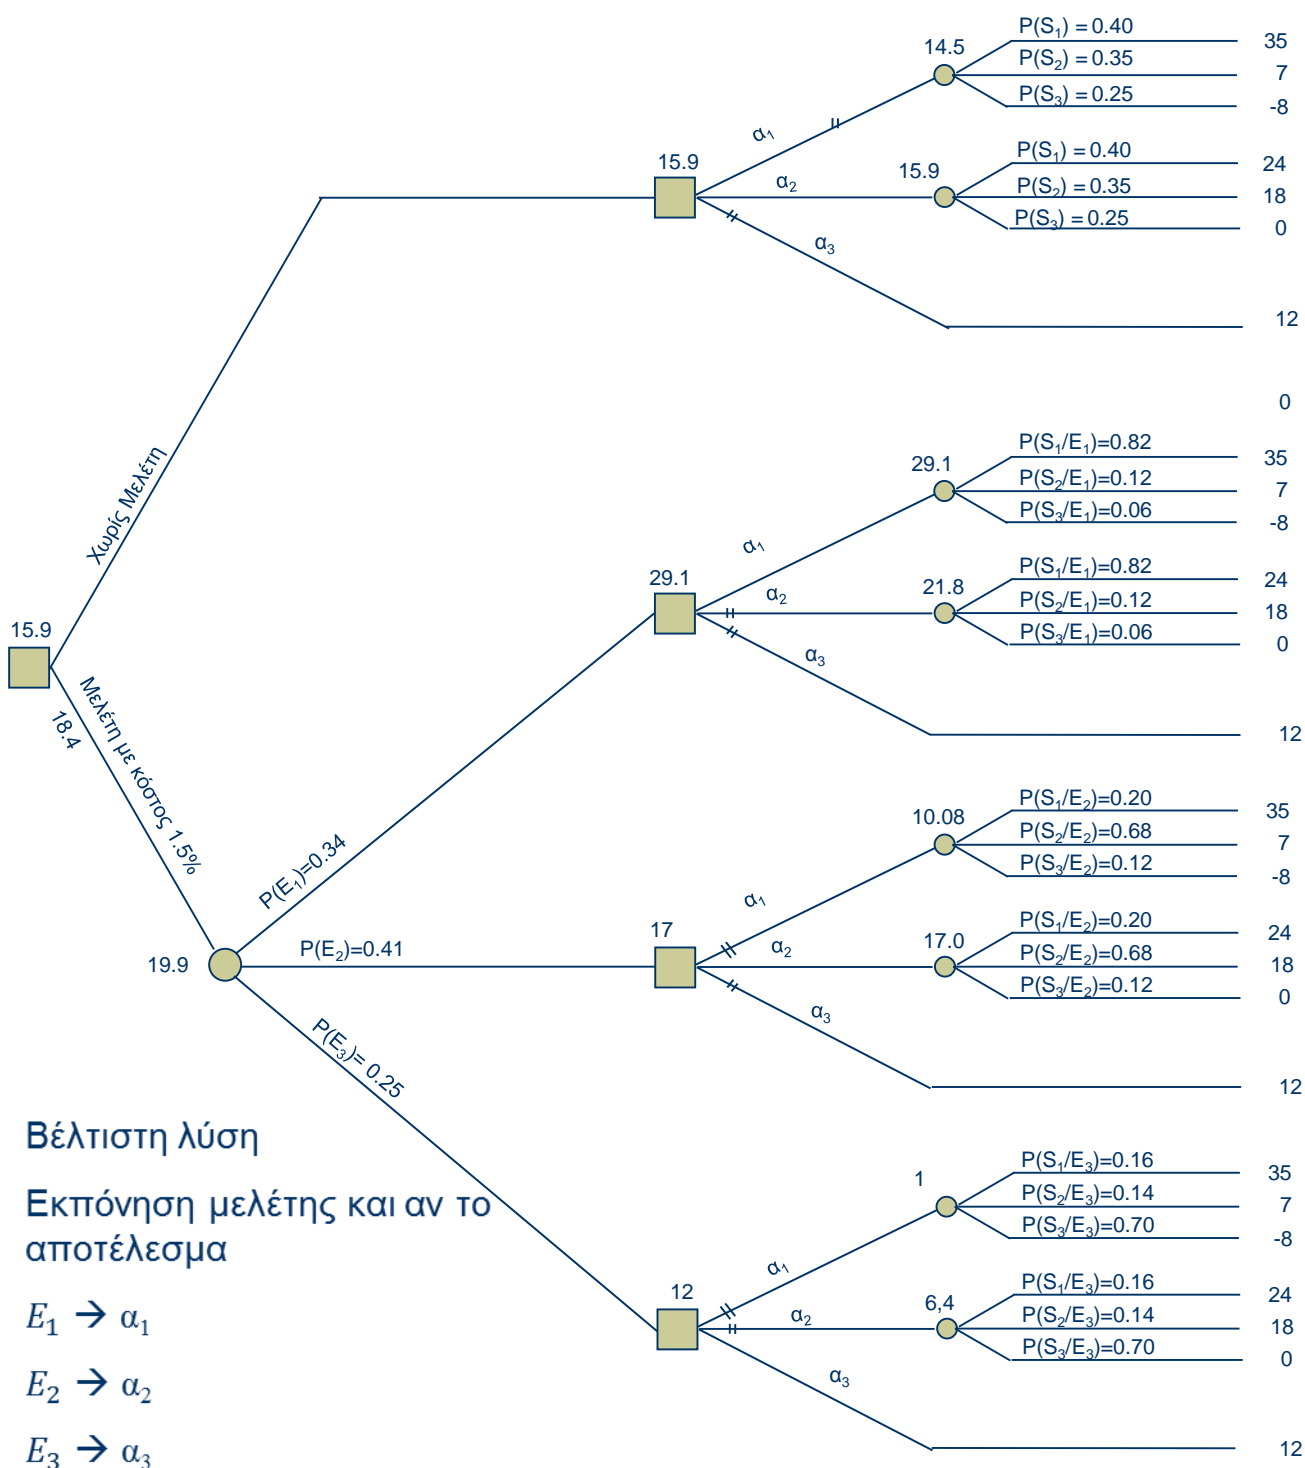 P(S₁) = 0.40
35
14.5
P(S₂) = 0.35
7
P(S₃) = 0.25
-8
α₁
15.9
P(S₁) = 0.40
24
15.9
α₂
P(S₂) = 0.35
18
P(S₃) = 0.25
0
α₃
12
0
Χωρίς Μελέτη
P(S₁/E₁)=0.82
35
29.1
P(S₂/E₁)=0.12
7
P(S₃/E₁)=0.06
-8
α₁
29.1
P(S₁/E₁)=0.82
24
21.8
α₂
P(S₂/E₁)=0.12
18
P(S₃/E₁)=0.06
0
α₃
12
15.9
Μελέτη με κόστος 1.5%
18.4
P(E₁)=0.34
P(S₁/E₂)=0.20
35
10.08
P(S₂/E₂)=0.68
7
P(S₃/E₂)=0.12
-8
α₁
17
P(S₁/E₂)=0.20
24
17.0
α₂
P(S₂/E₂)=0.68
18
P(S₃/E₂)=0.12
0
19.9
P(E₂)=0.41
α₃
12
P(E₃)= 0.25
P(S₁/E₃)=0.16
35
1
P(S₂/E₃)=0.14
7
P(S₃/E₃)=0.70
-8
α₁
12
P(S₁/E₃)=0.16
24
6,4
α₂
P(S₂/E₃)=0.14
18
P(S₃/E₃)=0.70
0
α₃
12
Βέλτιστη λύση
Εκπόνηση μελέτης και αν το
αποτέλεσμα
E₁ → α₁
E₂ → α₂
E₃ → α₃